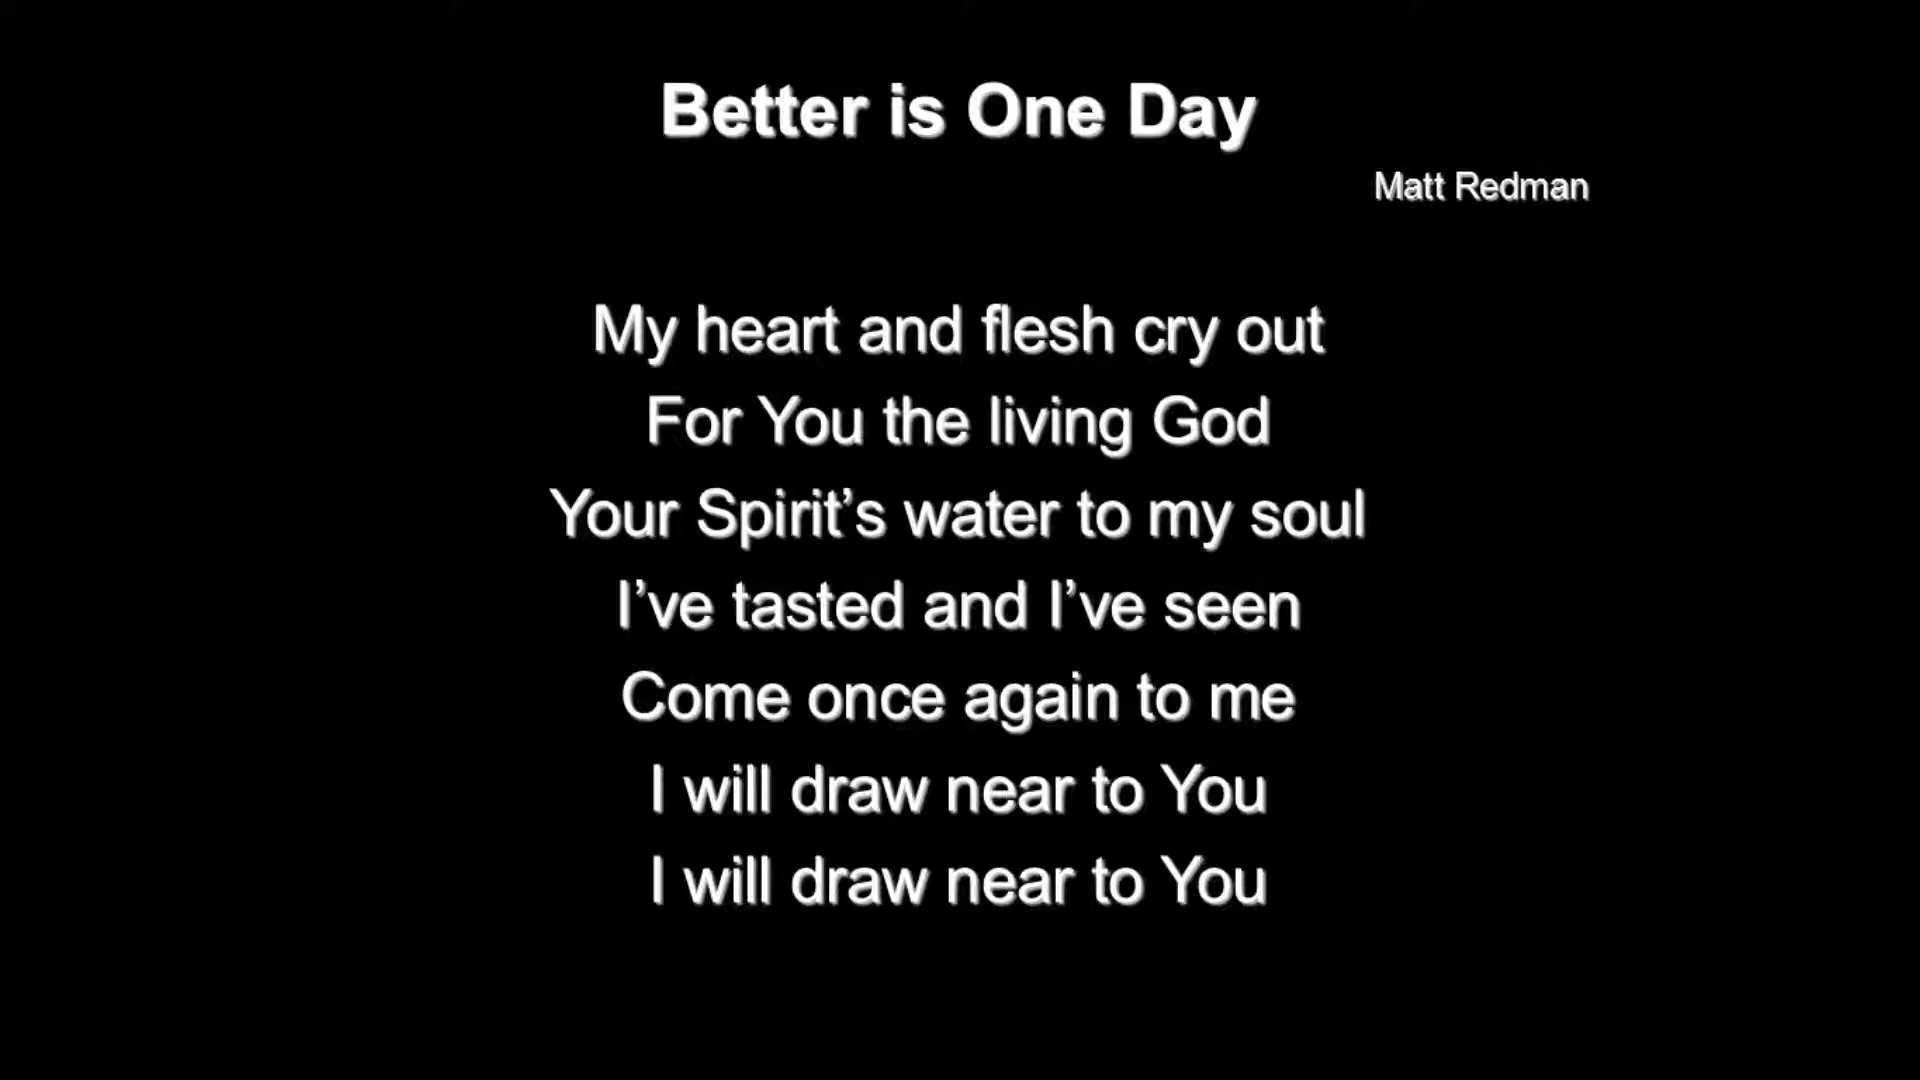 Better is One Day
Matt Redman
My heart and flesh cry out
For You the living God
Your Spirit’s water to my soul
I’ve tasted and I’ve seen
Come once again to me
I will draw near to You
I will draw near to You